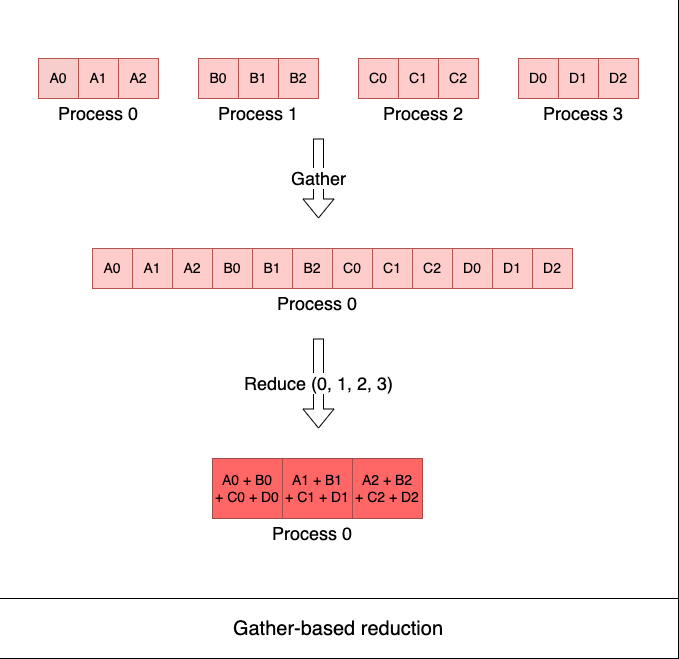 A0 A1 A2 B0 B1 B2 C0 C1 C2 D0 D1 D2
Process 0 Process 1 Process 2 Process 3
Gather
A0 A1 A2 B0 B1 B2 C0 C1 C2 D0 D1 D2
Process 0
Reduce (0, 1, 2, 3)
A0 + B0 A1 + B1 A2 + B2
+ C0 + D0 + C1 + D1 + C2 + D2
Process 0
Gather-based reduction